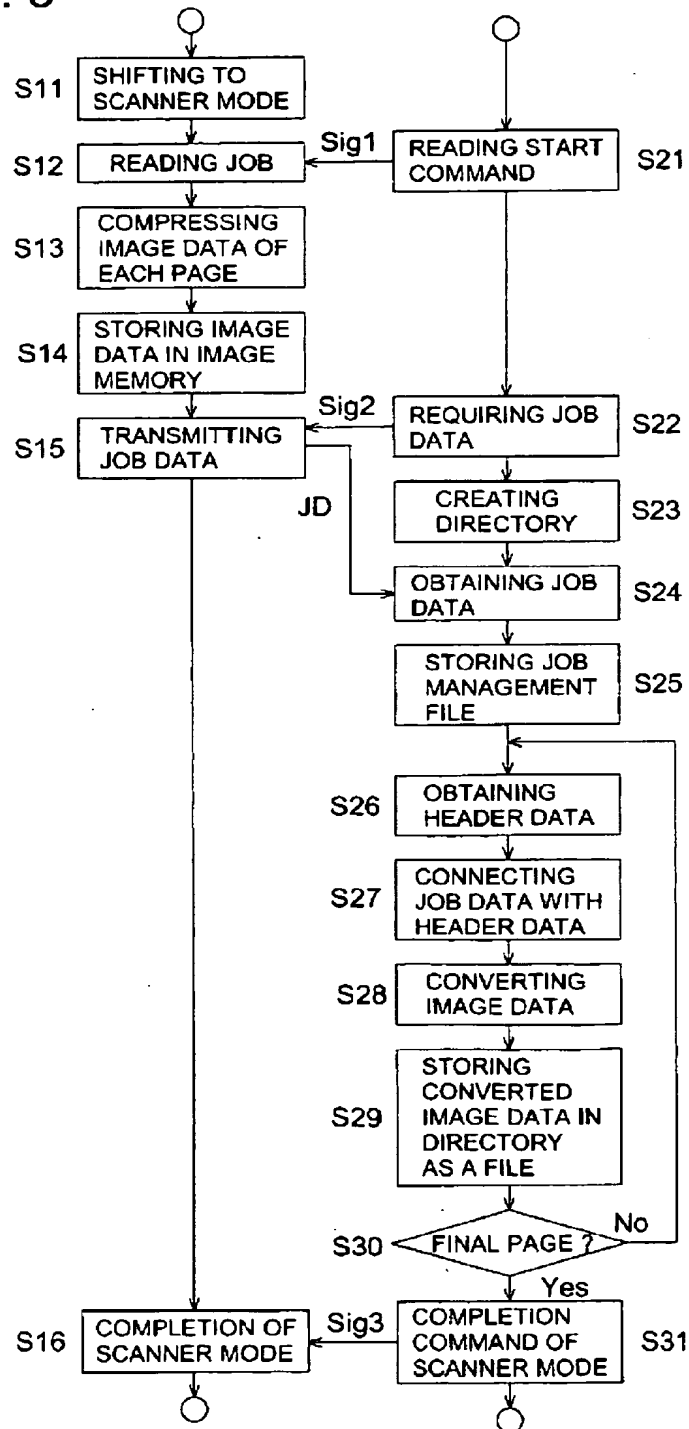 S11
SHIFTING TO
SCANNER MODE
S12
READING JOB
Sig1
READING START
COMMAND
S21
S13
COMPRESSING
IMAGE DATA OF
EACH PAGE
S14
STORING IMAGE
DATA IN IMAGE
MEMORY
S15
TRANSMITTING
JOB DATA
Sig2
REQUIRING JOB
DATA
S22
JD
CREATING
DIRECTORY
S23
OBTAINING JOB
DATA
S24
STORING JOB
MANAGEMENT
FILE
S25
S26
OBTAINING
HEADER DATA
S27
CONNECTING
JOB DATA WITH
HEADER DATA
S28
CONVERTING
IMAGE DATA
S29
STORING
CONVERTED
IMAGE DATA IN
DIRECTORY
AS A FILE
S30
FINAL PAGE ?
No
Yes
S16
COMPLETION OF
SCANNER MODE
Sig3
COMPLETION
COMMAND OF
SCANNER MODE
S31